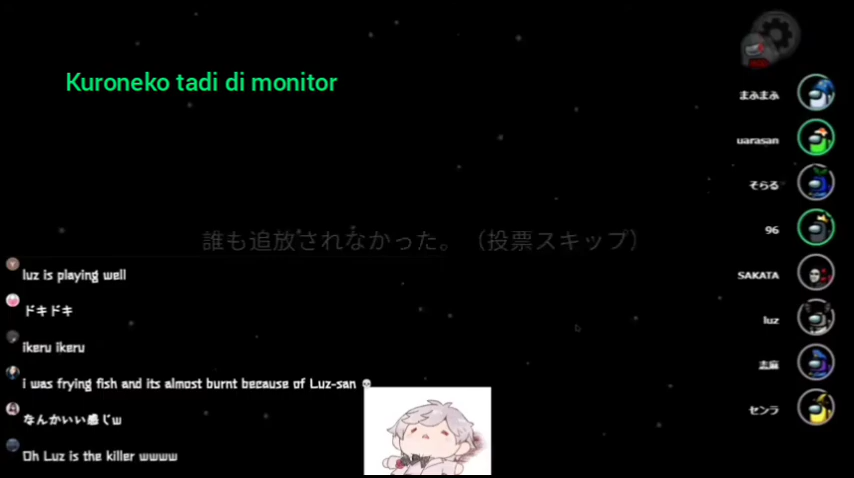 Kuroneko tadi di monitor
誰も追放されなかった。（投票スキップ）
まふまふ
uarasan
そらる
96
SAKATA
luz
志麻
センラ
luz is playing well
ドキドキ
ikeru ikeru
i was frying fish and its almost burnt because of Luz-san 💀
なんかいい感じw
Oh Luz is the killer wwww